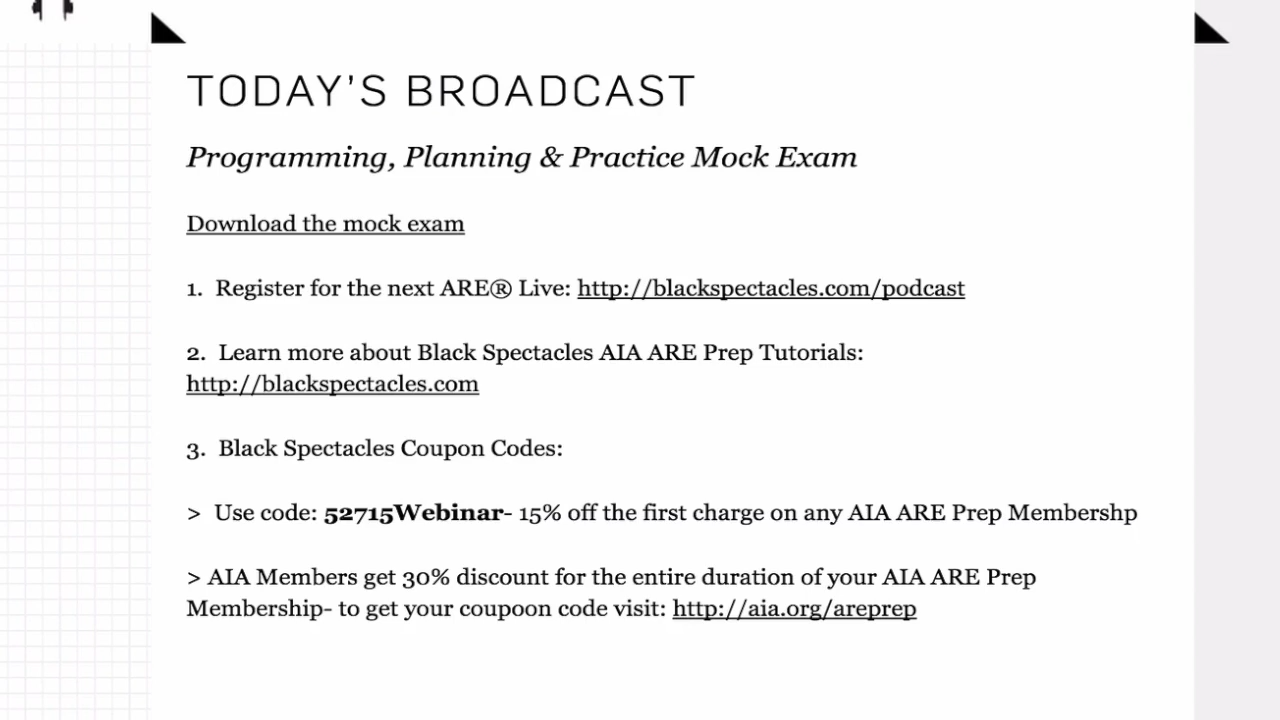 TODAY'S BROADCAST
Programming, Planning & Practice Mock Exam
Download the mock exam
1. Register for the next ARE® Live: http://blackspectacles.com/podcast
2. Learn more about Black Spectacles AIA ARE Prep Tutorials:
http://blackspectacles.com
3. Black Spectacles Coupon Codes:
> Use code: 52715Webinar- 15% off the first charge on any AIA ARE Prep Membershp
> AIA Members get 30% discount for the entire duration of your AIA ARE Prep
Membership- to get your coupoon code visit: http://aia.org/areprep